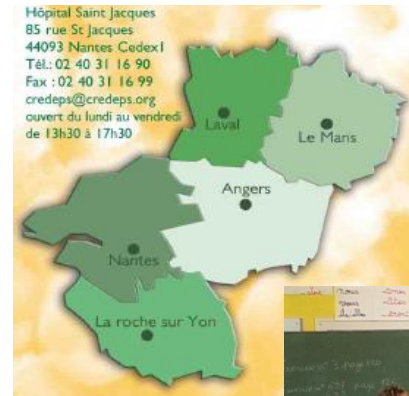 Hôpital Saint Jacques
85 rue St Jacques
44093 Nantes Cedex1
Tél.: 02 40 31 16 90
Fax : 02 40 31 16 99
credeps@credeps.org
ouvert du lundi au vendredi
de 13h30 à 17h30
Laval
Le Mans
Angers
Nantes
La roche sur Yon
nous
vous